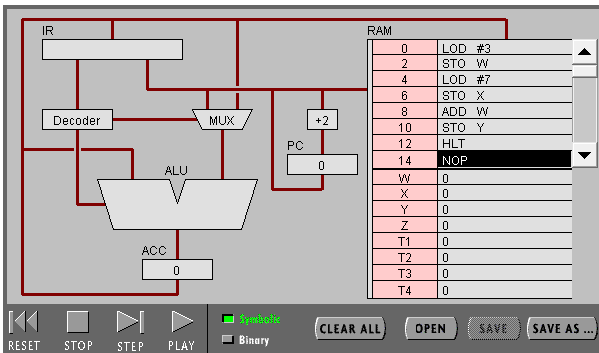 IR
RAM
0 LOD #3
2 STO W
4 LOD #7
6 STO X
8 ADD W
10 STO Y
12 HLT
14 NOP
W 0
X 0
Y 0
Z 0
T1 0
T2 0
T3 0
T4 0
Decoder
MUX
+2
PC
0
ALU
ACC
0
RESET
STOP
STEP
PLAY
Symbolic
Binary
CLEAR ALL
OPEN
SAVE
SAVE AS ...